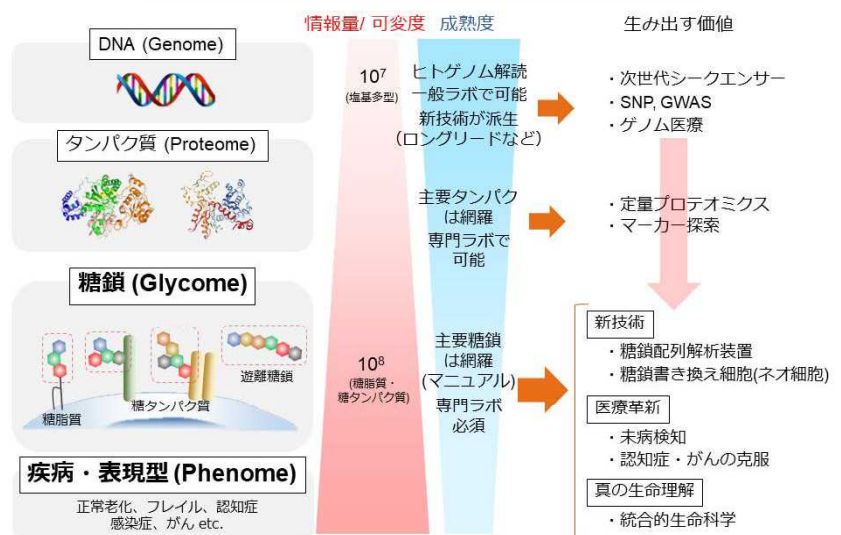 情報量/ 可変度 成熟度 生み出す価値
DNA (Genome)
10⁷
(塩基多型)
ヒトゲノム解読
一般ラボで可能
新技術が派生
(ロングリードなど)
・次世代シークエンサー
・SNP, GWAS
・ゲノム医療
タンパク質 (Proteome)
主要タンパク
は網羅
専門ラボで
可能
・定量プロテオミクス
・マーカー探索
糖鎖 (Glycome)
糖脂質
糖タンパク質
遊離糖鎖
10⁸
(糖脂質・
糖タンパク質)
主要糖鎖
は網羅
(マニュアル)
専門ラボ
必須
新技術
・糖鎖配列解析装置
・糖鎖書き換え細胞(ネオ細胞)
医療革新
・未病検知
・認知症・がんの克服
真の生命理解
・統合的生命科学
疾病・表現型 (Phenome)
正常老化、フレイル、認知症
感染症、がん etc.